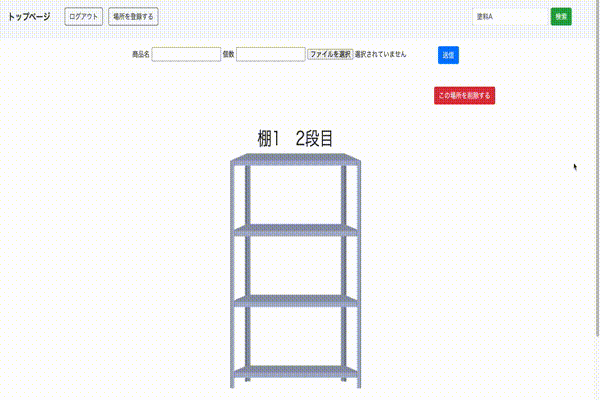 トップページ ログアウト 場所を登録する 塗料A 検索
商品名 個数 ファイルを選択 選択されていません 送信
この場所を削除する
棚1　2段目